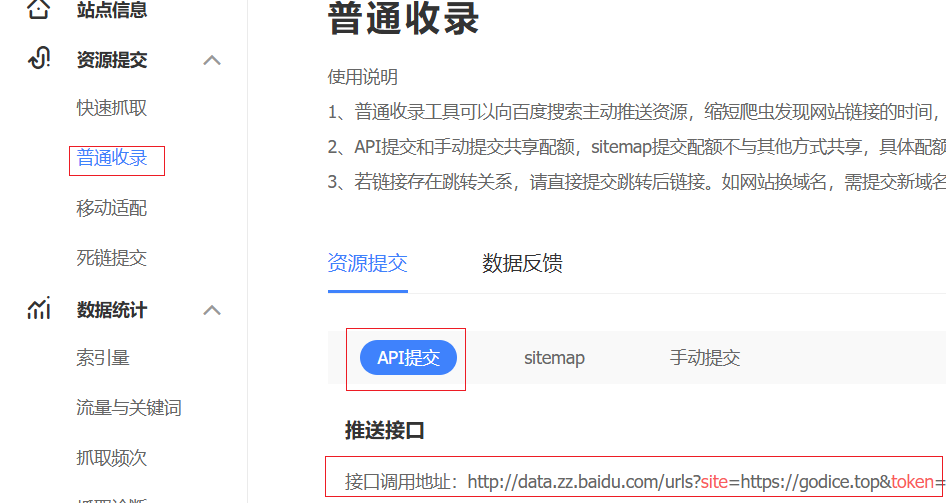 站点信息
资源提交
快速抓取
普通收录
移动适配
死链提交
数据统计
索引量
流量与关键词
抓取频次
普通收录
使用说明
1、普通收录工具可以向百度搜索主动推送资源，缩短爬虫发现网站链接的时间，
2、API提交和手动提交共享配额，sitemap提交配额不与其他方式共享，具体配额
3、若链接存在跳转关系，请直接提交跳转后链接。如网站换域名，需提交新域名
资源提交 数据反馈
API提交 sitemap 手动提交
推送接口
接口调用地址：http://data.zz.baidu.com/urls?site=https://godice.top&token=